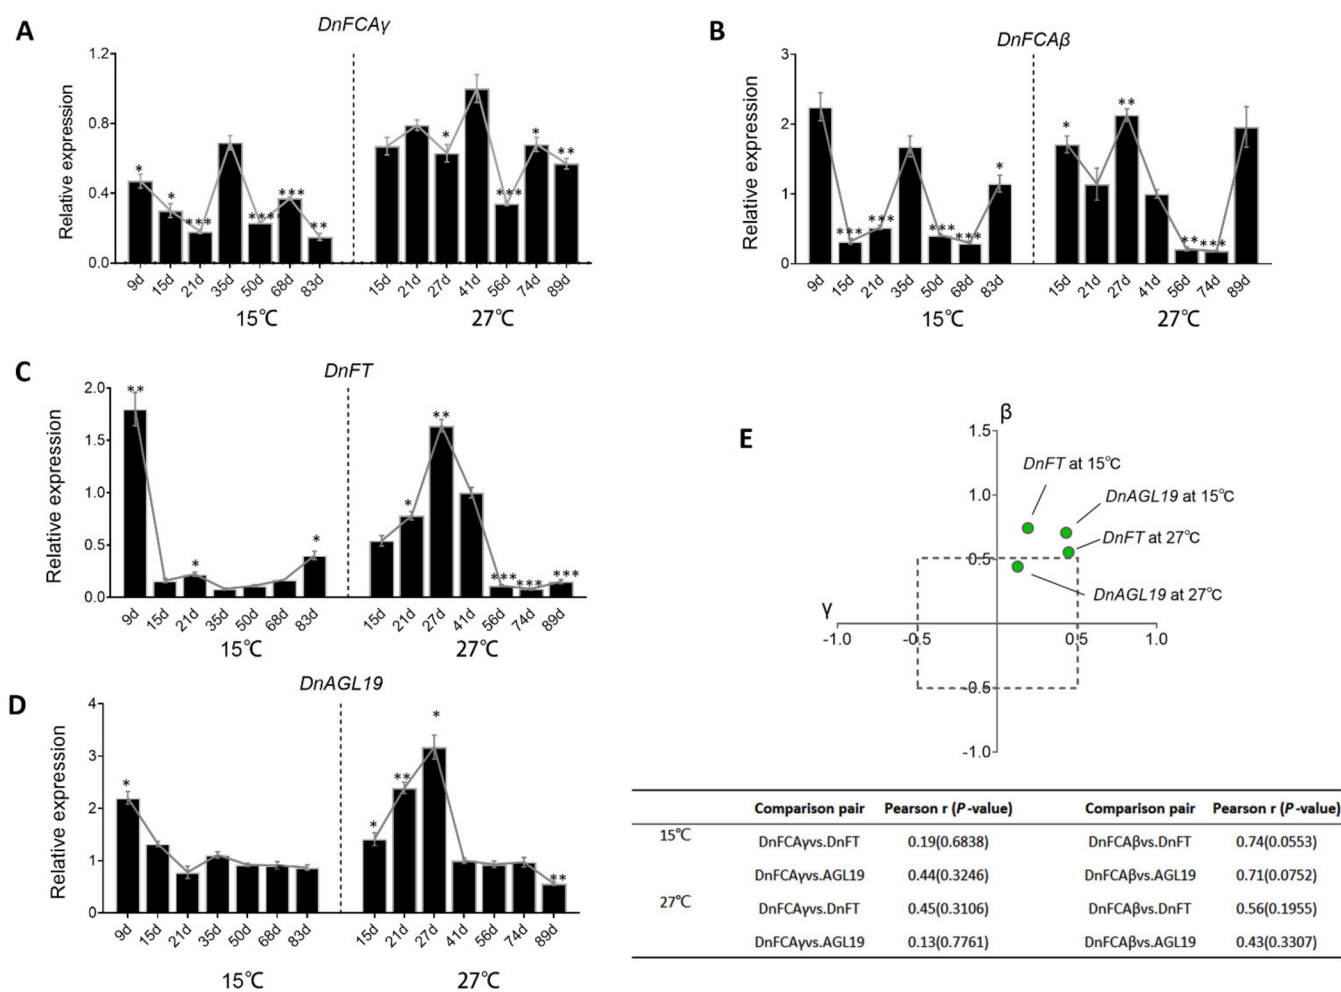 A
DnFCAγ
Relative expression
1.2
0.8
0.4
0.0
* * *** *** *** ** * *** * **
9d 15d 21d 35d 50d 68d 83d 15d 21d 27d 41d 56d 74d 89d
15℃ 27℃
B
DnFCAβ
Relative expression
3
2
1
0
*** *** *** *** * * ** ** ***
9d 15d 21d 35d 50d 68d 83d 15d 21d 27d 41d 56d 74d 89d
15℃ 27℃
C
DnFT
Relative expression
2.0
1.5
1.0
0.5
0.0
** * * * ** *** *** ***
9d 15d 21d 35d 50d 68d 83d 15d 21d 27d 41d 56d 74d 89d
15℃ 27℃
D
DnAGL19
Relative expression
4
3
2
1
0
* * ** * **
9d 15d 21d 35d 50d 68d 83d 15d 21d 27d 41d 56d 74d 89d
15℃ 27℃
E
β
1.5
DnFT at 15℃
1.0
DnAGL19 at 15℃
DnFT at 27℃
0.5
DnAGL19 at 27℃
γ
-1.0 -0.5 0.5 1.0
-0.5
-1.0
Comparison pair Pearson r (P-value) Comparison pair Pearson r (P-value)
15℃ DnFCAγvs.DnFT 0.19(0.6838) DnFCAβvs.DnFT 0.74(0.0553)
DnFCAγvs.AGL19 0.44(0.3246) DnFCAβvs.AGL19 0.71(0.0752)
27℃ DnFCAγvs.DnFT 0.45(0.3106) DnFCAβvs.DnFT 0.56(0.1955)
DnFCAγvs.AGL19 0.13(0.7761) DnFCAβvs.AGL19 0.43(0.3307)